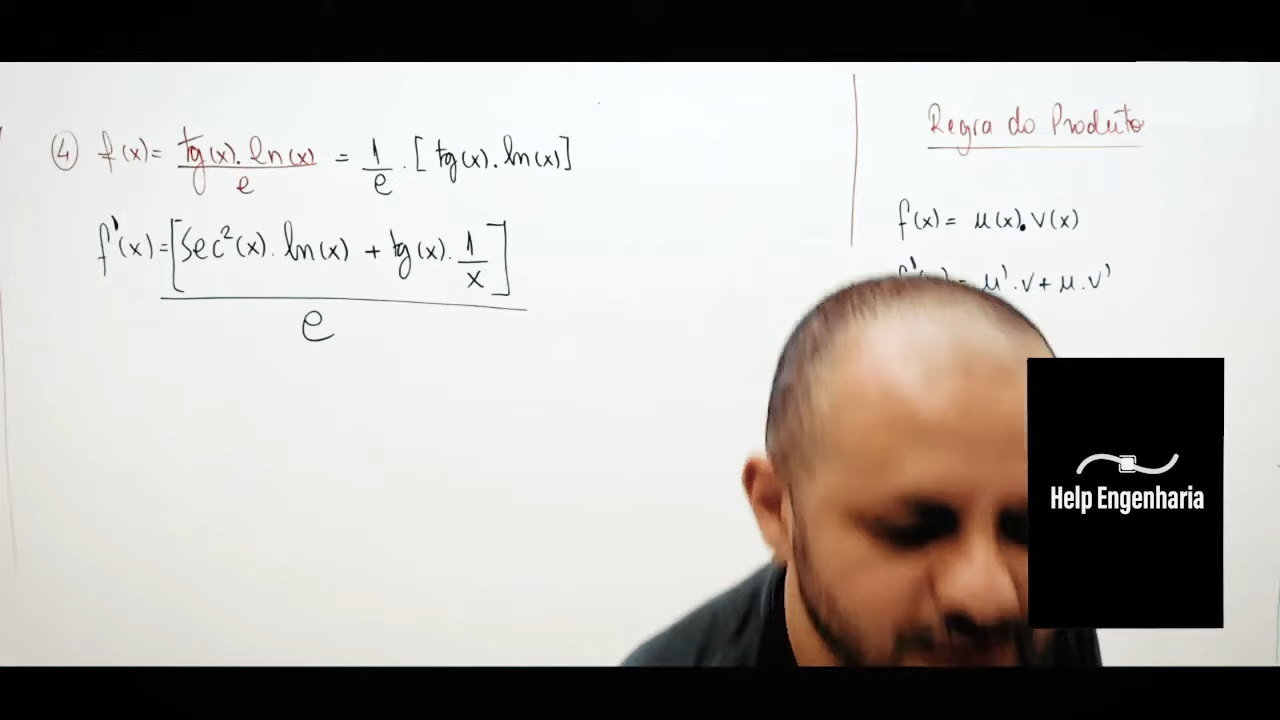 ④ f(x)= tg(x).ln(x)/e = 1/e . [tg(x).ln(x)]
f'(x)=[Sec²(x).ln(x) + tg(x).1/x]/e
Regra do Produto
f(x)= u(x).v(x)
= u'.v+u.v'
Help Engenharia